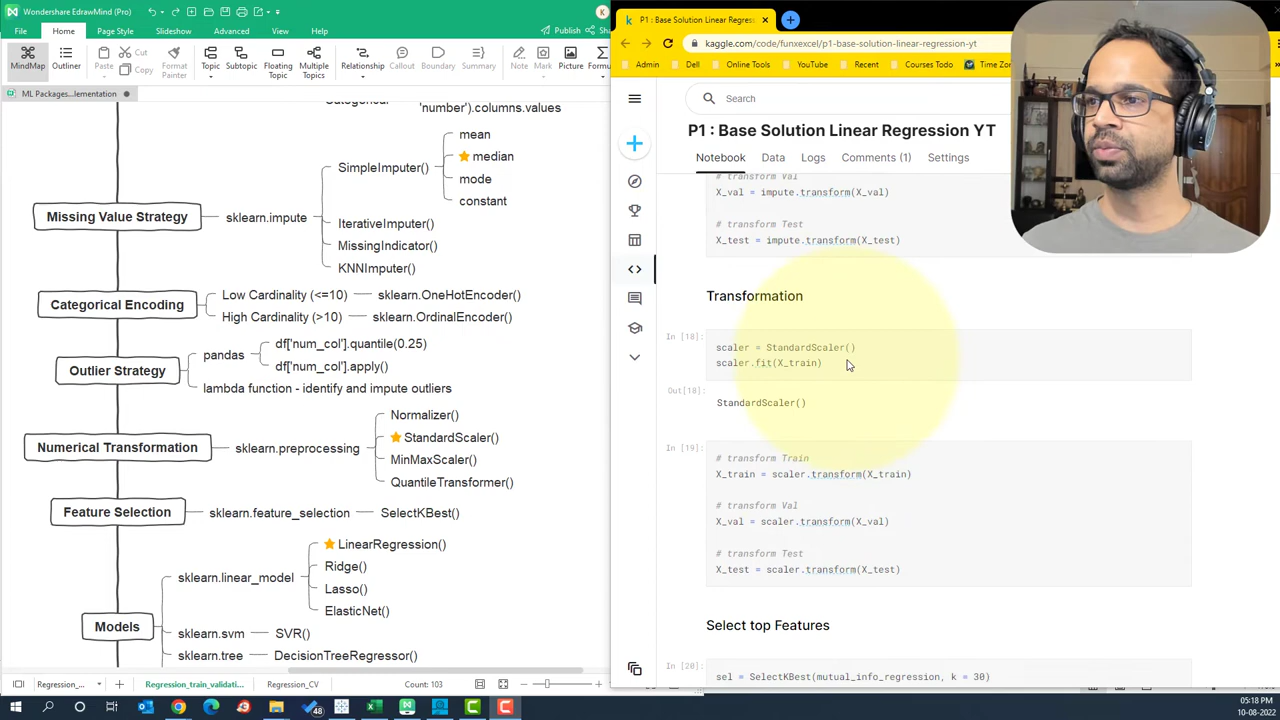 Wondershare EdrawMind (Pro)
K
File
Home
Page Style
Slideshow
Advanced
View
Help
Publish
Sha
MindMap
Outliner
Paste
Cut
Copy
Format
Painter
Topic
Subtopic
Floating
Topic
Multiple
Topics
Relationship
Callout
Boundary
Summary
Note
Mark
Picture
Formu
ML Packages...lementation
'number').columns.values
Missing Value Strategy
sklearn.impute
SimpleImputer()
mean
median
mode
constant
IterativeImputer()
MissingIndicator()
KNNImputer()
Categorical Encoding
Low Cardinality (<=10)
sklearn.OneHotEncoder()
High Cardinality (>10)
sklearn.OrdinalEncoder()
Outlier Strategy
pandas
df['num_col'].quantile(0.25)
df['num_col'].apply()
lambda function - identify and impute outliers
Numerical Transformation
sklearn.preprocessing
Normalizer()
StandardScaler()
MinMaxScaler()
QuantileTransformer()
Feature Selection
sklearn.feature_selection
SelectKBest()
Models
sklearn.linear_model
LinearRegression()
Ridge()
Lasso()
ElasticNet()
sklearn.svm
SVR()
sklearn.tree
DecisionTreeRegressor()
Regression_...
Regression_train_validati...
Regression_CV
Count: 103
P1 : Base Solution Linear Regress
kaggle.com/code/funxexcel/p1-base-solution-linear-regression-yt
Admin
Dell
Online Tools
YouTube
Recent
Courses Todo
Time Zon
Search
P1 : Base Solution Linear Regression YT
Notebook
Data
Logs
Comments (1)
Settings
# transform Val
X_val = impute.transform(X_val)
# transform Test
X_test = impute.transform(X_test)
Transformation
In [18]
scaler = StandardScaler()
scaler.fit(X_train)
Out[18]
StandardScaler()
In [19]
# transform Train
X_train = scaler.transform(X_train)
# transform Val
X_val = scaler.transform(X_val)
# transform Test
X_test = scaler.transform(X_test)
Select top Features
In [20]
sel = SelectKBest(mutual_info_regression, k = 30)
48
05:18 PM
10-08-2022